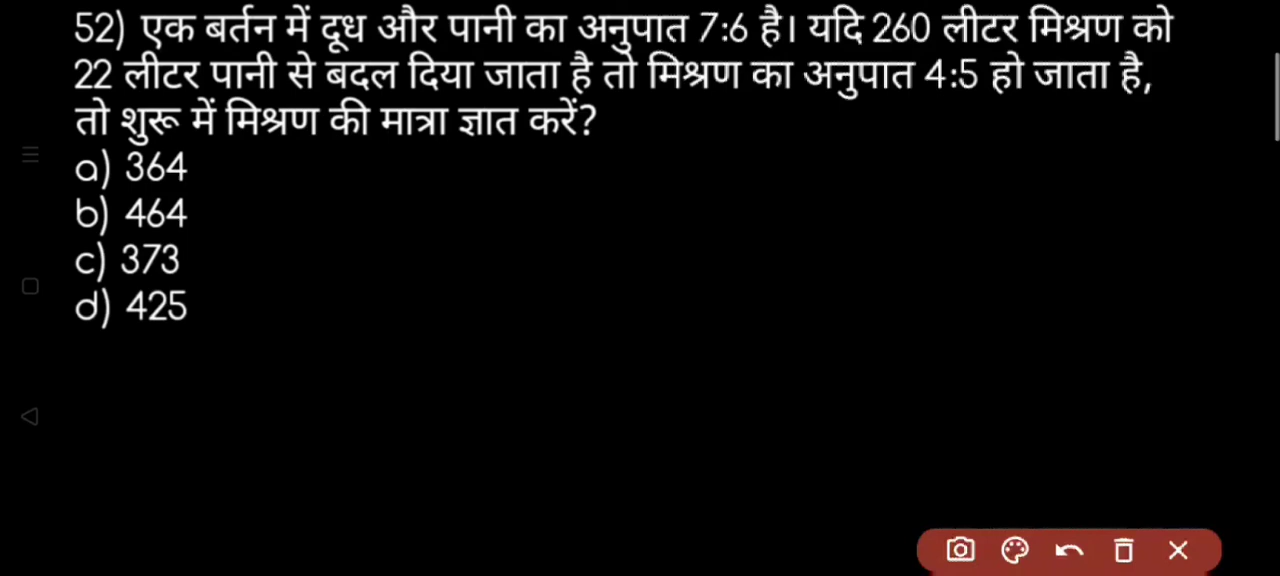 52) एक बर्तन में दूध और पानी का अनुपात 7:6 है। यदि 260 लीटर मिश्रण को
22 लीटर पानी से बदल दिया जाता है तो मिश्रण का अनुपात 4:5 हो जाता है,
तो शुरू में मिश्रण की मात्रा ज्ञात करें?
a) 364
b) 464
c) 373
d) 425